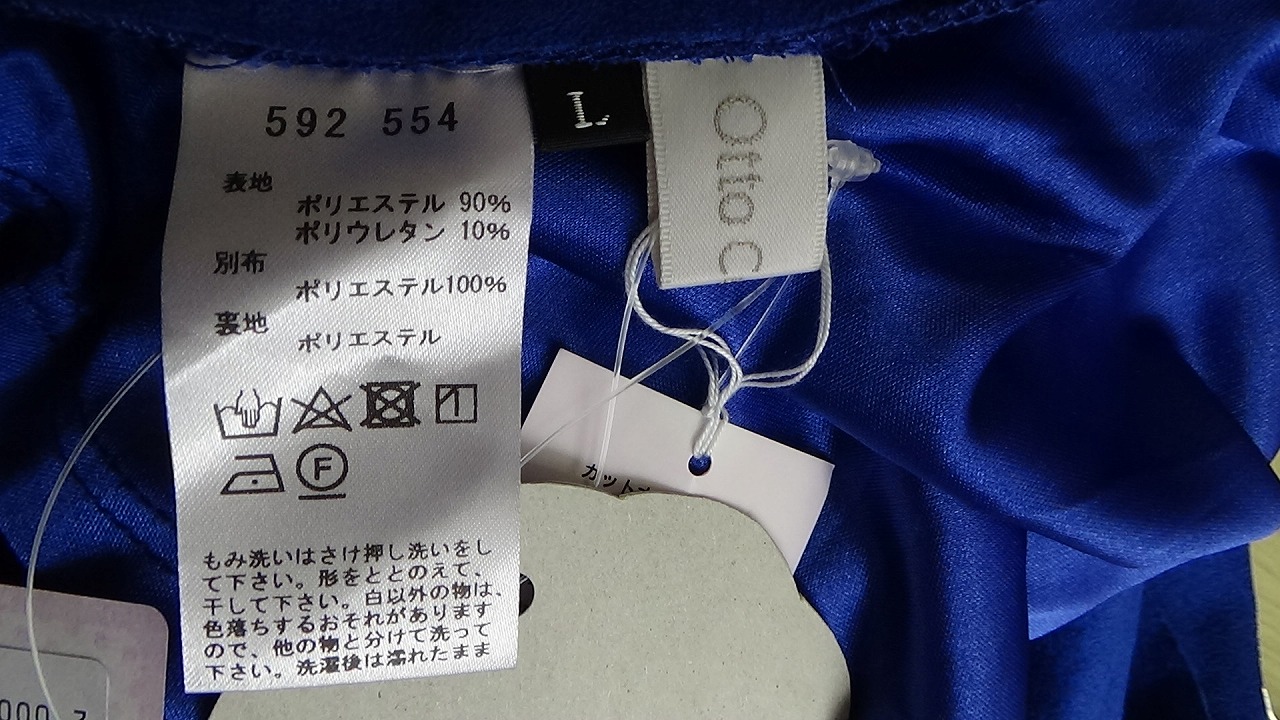 592 554
表地
ポリエステル 90%
ポリウレタン 10%
別布
ポリエステル100%
裏地
ポリエステル
F
もみ洗いはさけ押し洗いをし
て下さい。形をととのえて、
干して下さい。白以外の物は、
色落ちするおそれがあります
ので、他の物と分けて洗って
下さい。洗濯後は濡れたまま
L
Otto C
カット
000 7